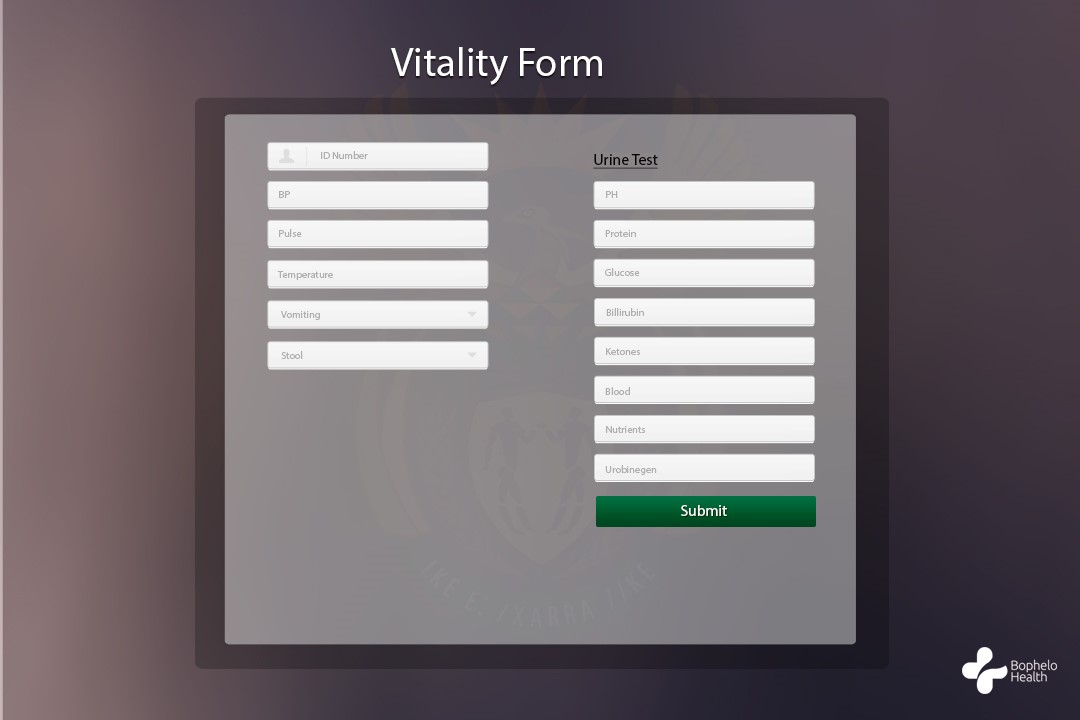 Vitality Form
ID Number
BP
Pulse
Temperature
Vomiting
Stool
Urine Test
PH
Protein
Glucose
Billirubin
Ketones
Blood
Nutrients
Urobinegen
Submit
Bophelo
Health